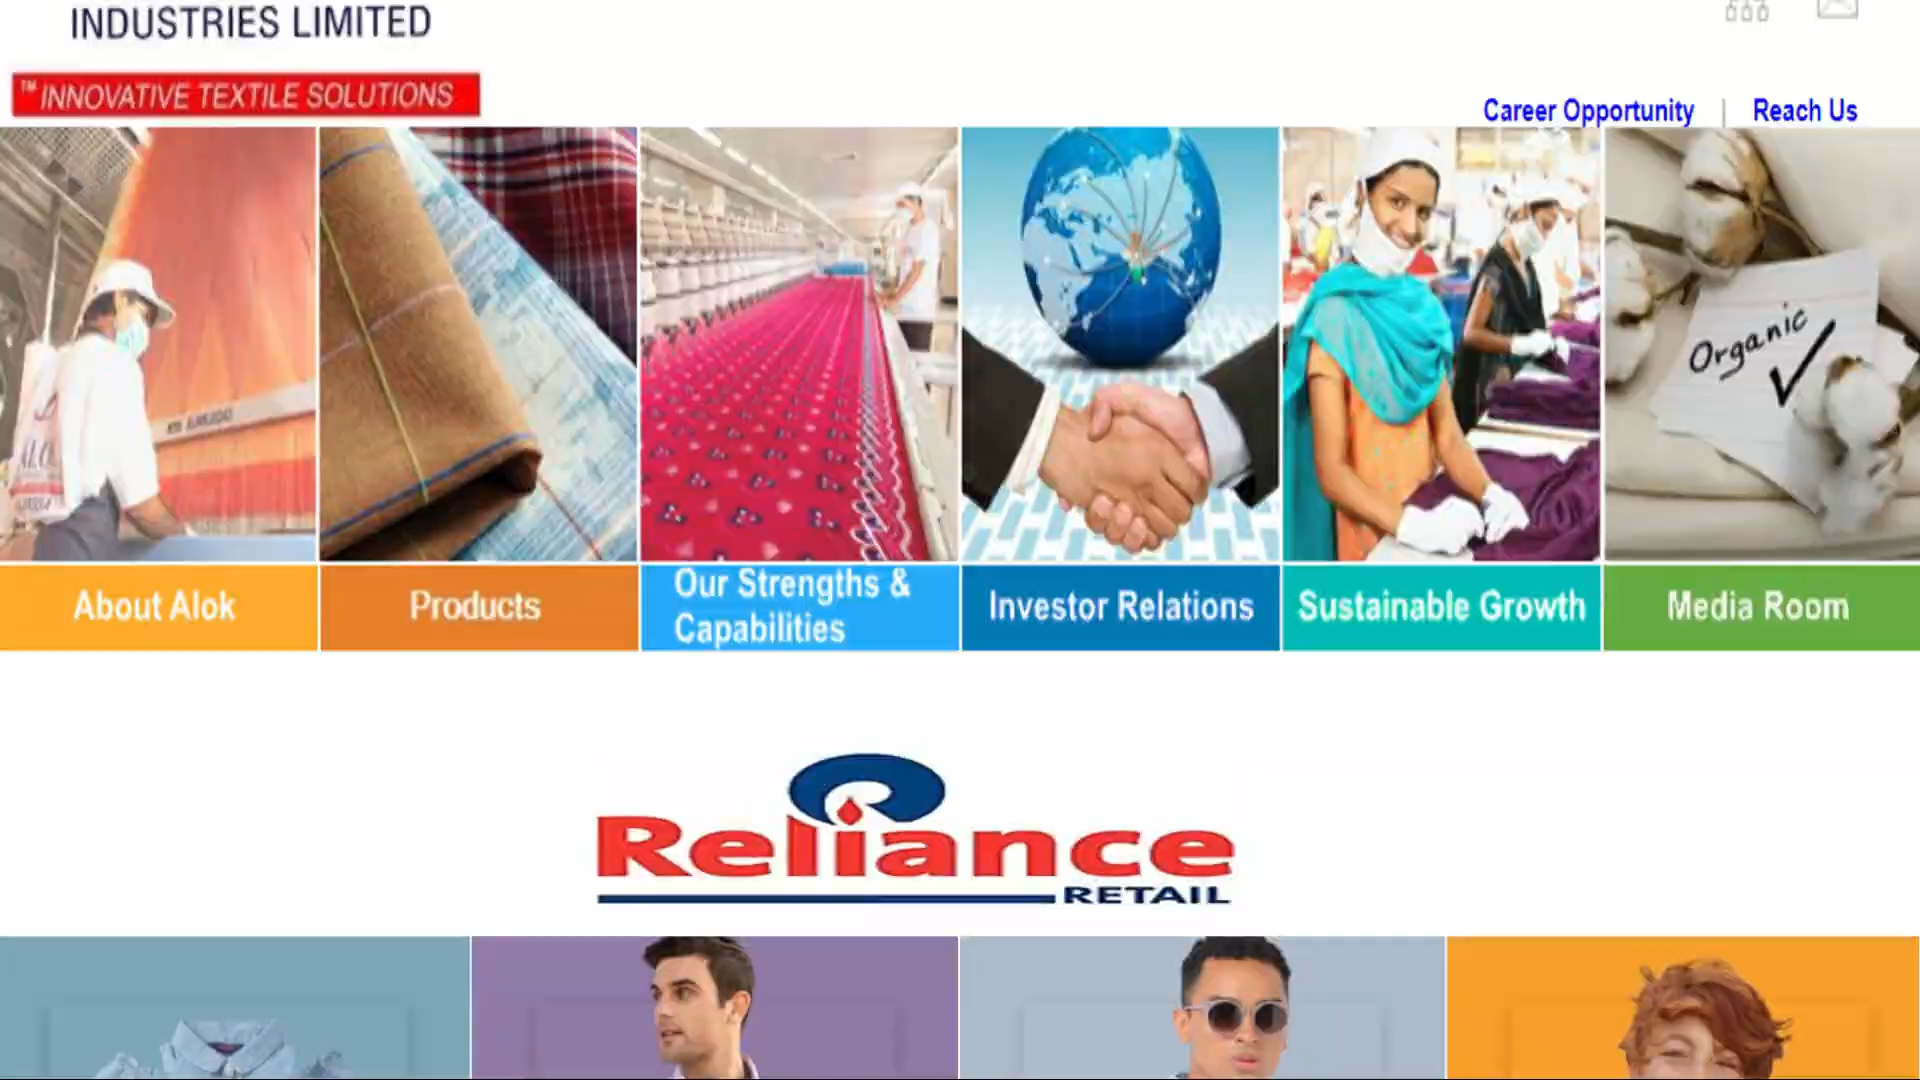 INDUSTRIES LIMITED
™ INNOVATIVE TEXTILE SOLUTIONS
Career Opportunity | Reach Us
Organic
About Alok
Products
Our Strengths &
Capabilities
Investor Relations
Sustainable Growth
Media Room
Reliance
RETAIL